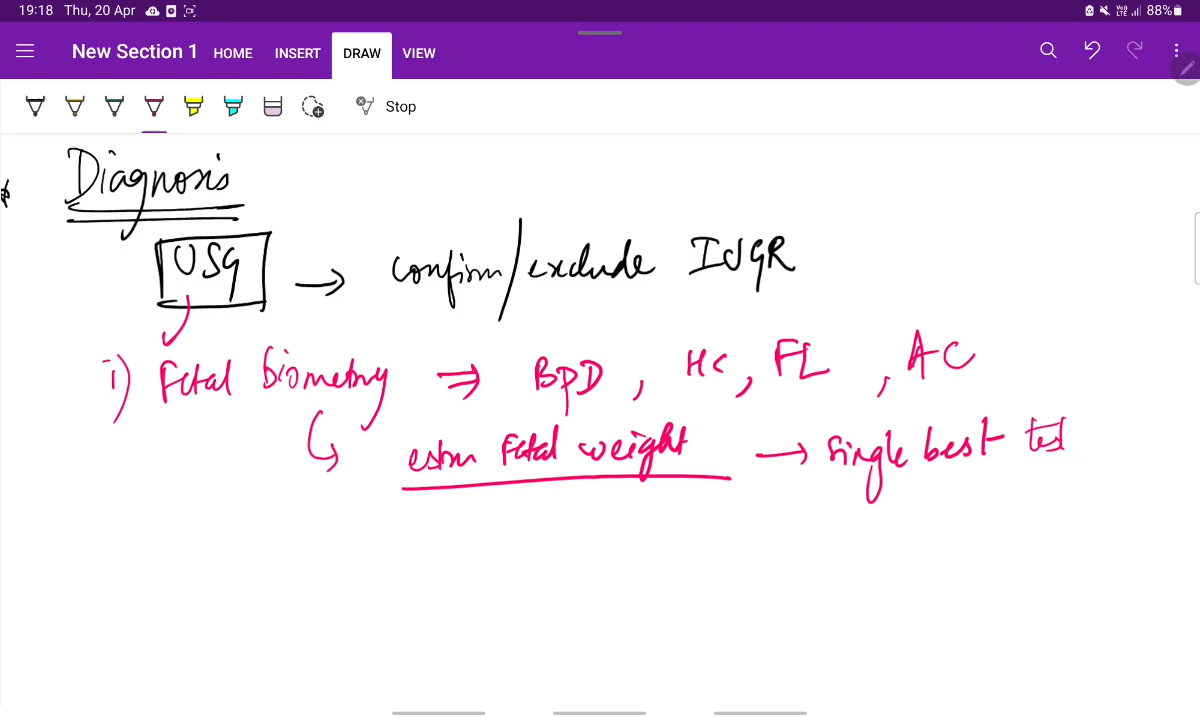 19:18 Thu, 20 Apr 88%
New Section 1 HOME INSERT DRAW VIEW
Stop
Diagnosis
USG → confirm/exclude IUGR
i) Fetal biometry ⇒ BPD, HC, FL, AC
estm Fetal weight → single best test